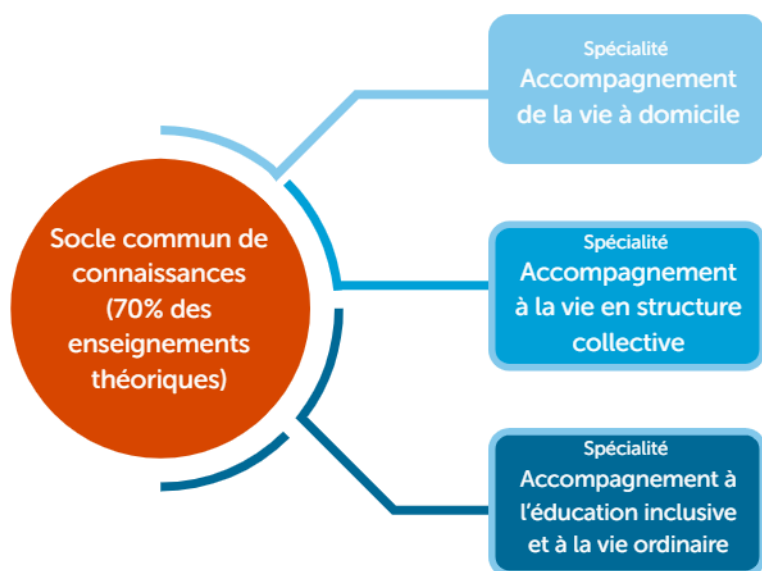 Socle commun de
connaissances
(70% des
enseignements
théoriques)
Spécialité
Accompagnement
de la vie à domicile
Spécialité
Accompagnement
à la vie en structure
collective
Spécialité
Accompagnement à
l'éducation inclusive
et à la vie ordinaire